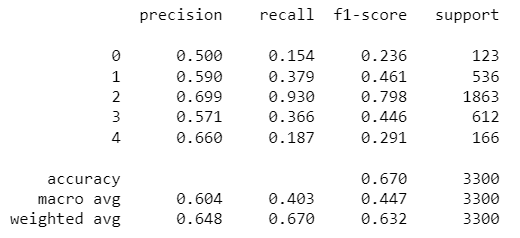 precision recall f1-score support
0 0.500 0.154 0.236 123
1 0.590 0.379 0.461 536
2 0.699 0.930 0.798 1863
3 0.571 0.366 0.446 612
4 0.660 0.187 0.291 166
accuracy 0.670 3300
macro avg 0.604 0.403 0.447 3300
weighted avg 0.648 0.670 0.632 3300